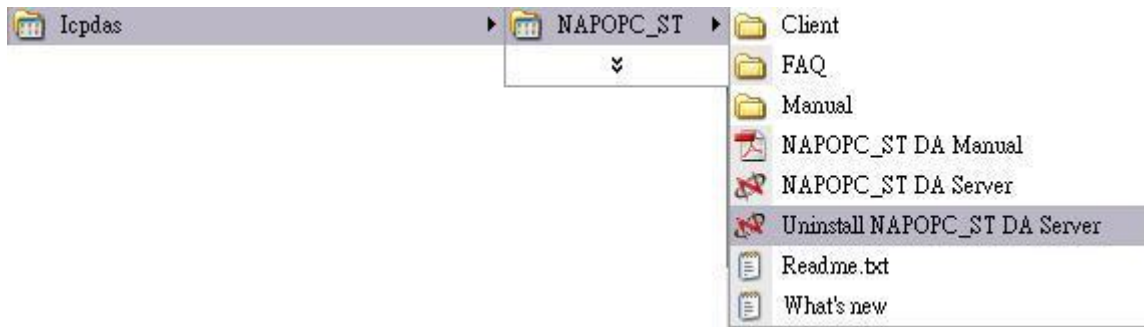 Icpdas
NAPOPC_ST
Client
FAQ
Manual
NAPOPC_ST DA Manual
NAPOPC_ST DA Server
Uninstall NAPOPC_ST DA Server
Readme.txt
What's new